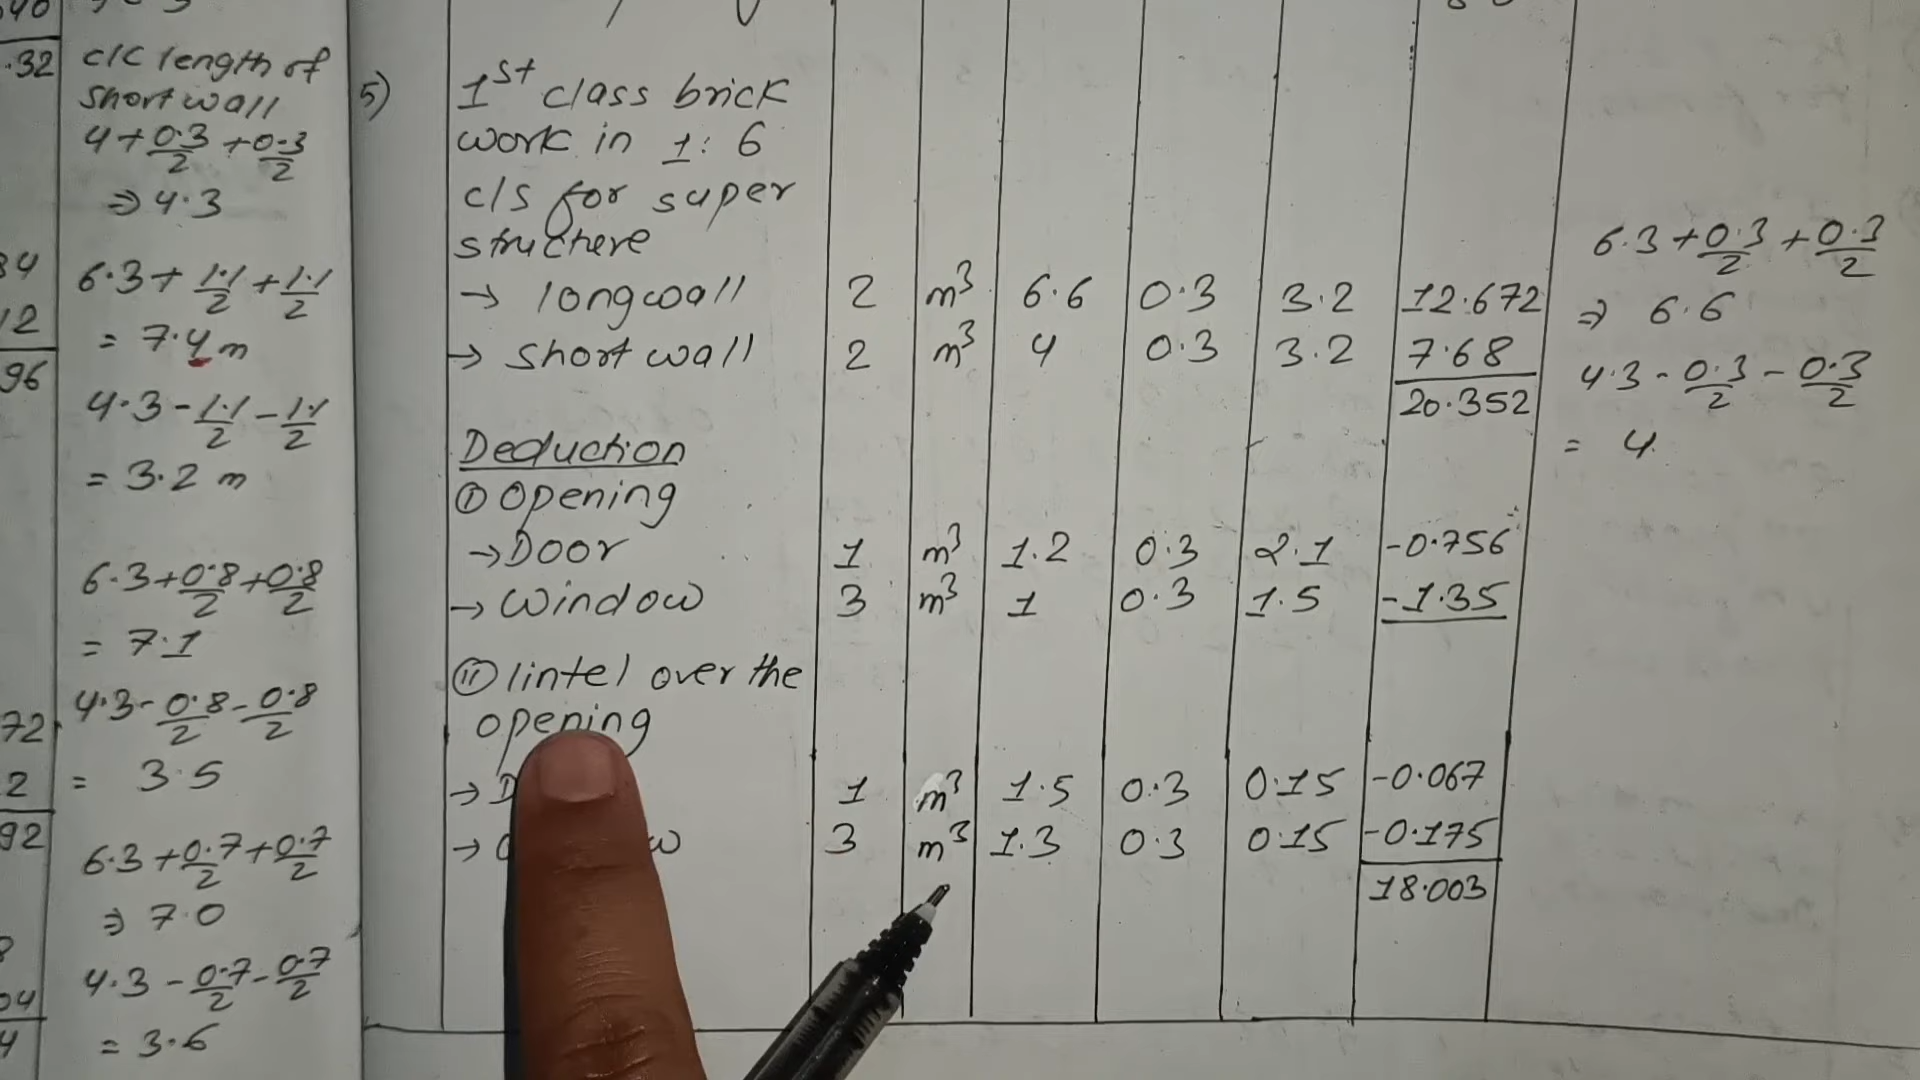 .32
c/c length of
short wall
4+0.3/2+0.3/2
⇒ 4.3
6.3+1.1/2+1.1/2
= 7.4 m
96
4.3-1.1/2-1.1/2
= 3.2 m
6.3+0.8/2+0.8/2
= 7.1
72
4.3-0.8/2-0.8/2
2
= 3.5
92
6.3+0.7/2+0.7/2
⇒ 7.0
4.3-0.7/2-0.7/2
= 3.6
5) 1st class brick
work in 1:6
c/s for super
structere
→ longwall 2 m³ 6.6 0.3 3.2 12.672
→ short wall 2 m³ 4 0.3 3.2 7.68
20.352
Deduction
(i) Opening
→Door 1 m³ 1.2 0.3 2.1 -0.756
→ window 3 m³ 1 0.3 1.5 -1.35
(ii) lintel over the
opening
→ D 1 m³ 1.5 0.3 0.15 -0.067
→ w 3 m³ 1.3 0.3 0.15 -0.175
18.003
6.3+0.3/2+0.3/2
⇒ 6.6
4.3-0.3/2-0.3/2
= 4.